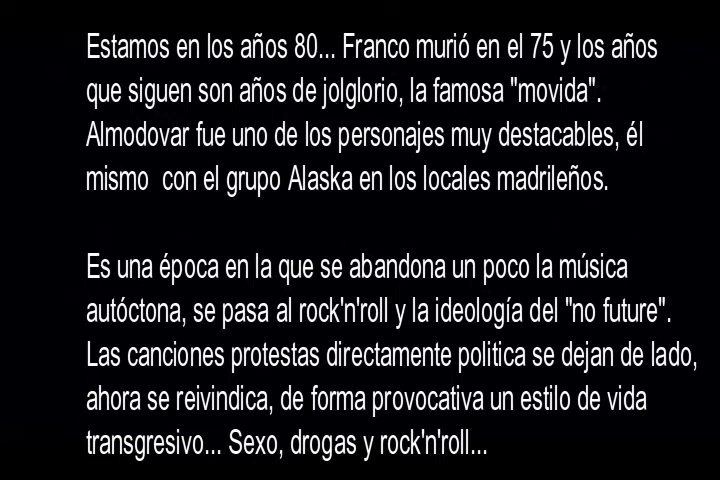 Estamos en los años 80... Franco murió en el 75 y los años
que siguen son años de jolglorio, la famosa "movida".
Almodovar fue uno de los personajes muy destacables, él
mismo  con el grupo Alaska en los locales madrileños.
Es una época en la que se abandona un poco la música
autóctona, se pasa al rock'n'roll y la ideología del "no future".
Las canciones protestas directamente politica se dejan de lado,
ahora se reivindica, de forma provocativa un estilo de vida
transgresivo... Sexo, drogas y rock'n'roll...